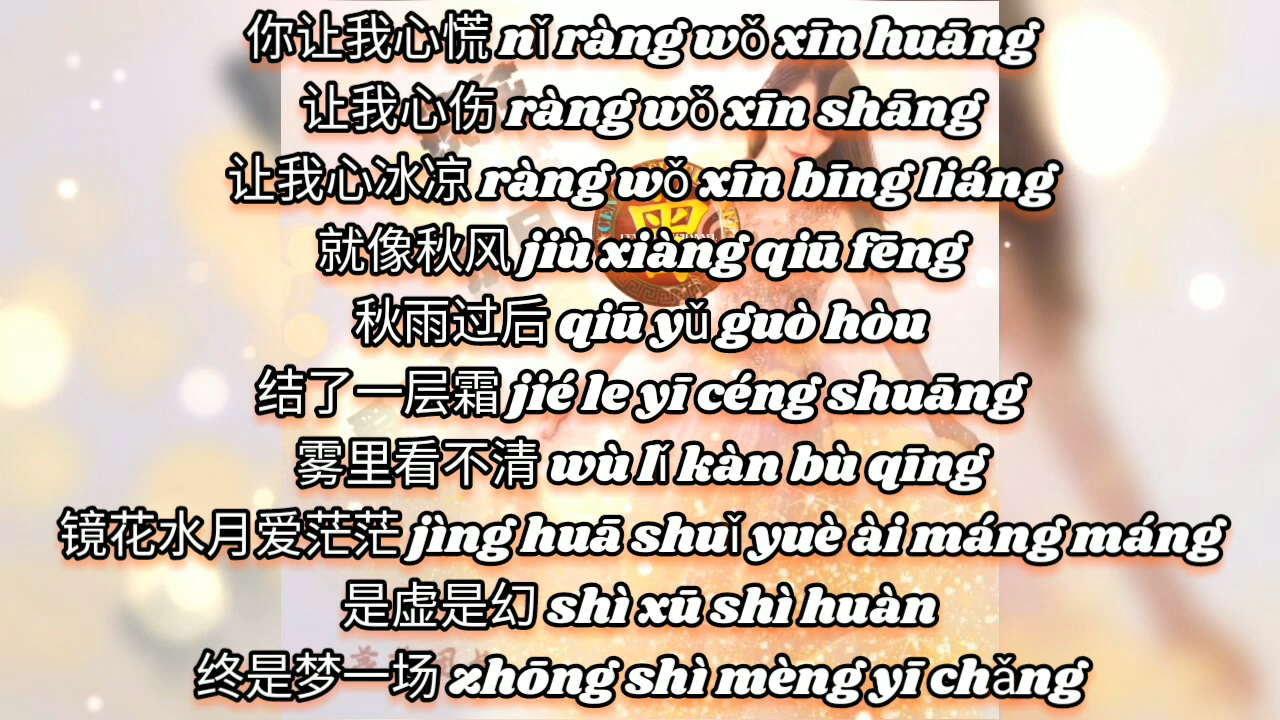 你让我心慌 nǐ ràng wǒ xīn huāng
让我心伤 ràng wǒ xīn shāng
让我心冰凉 ràng wǒ xīn bīng liáng
就像秋风 jiù xiàng qiū fēng
秋雨过后 qiū yǔ guò hòu
结了一层霜 jié le yī céng shuāng
雾里看不清 wù lǐ kàn bù qīng
镜花水月爱茫茫 jìng huā shuǐ yuè ài máng máng
是虚是幻 shì xū shì huàn
终是梦一场 zhōng shì mèng yī chǎng